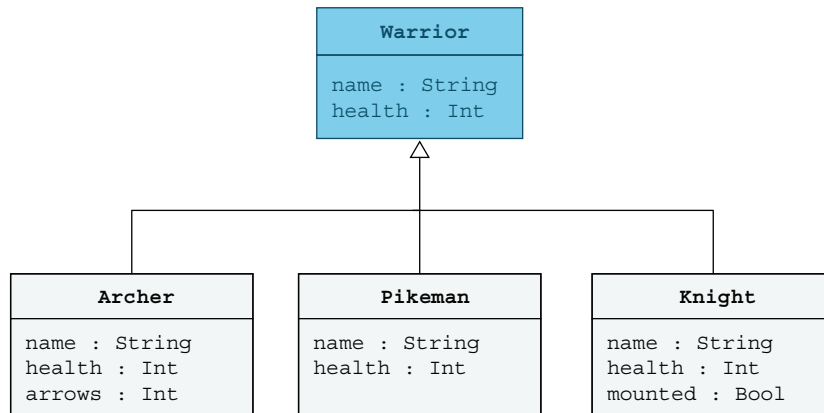 Warrior
name : String
health : Int
Archer
name : String
health : Int
arrows : Int
Pikeman
name : String
health : Int
Knight
name : String
health : Int
mounted : Bool